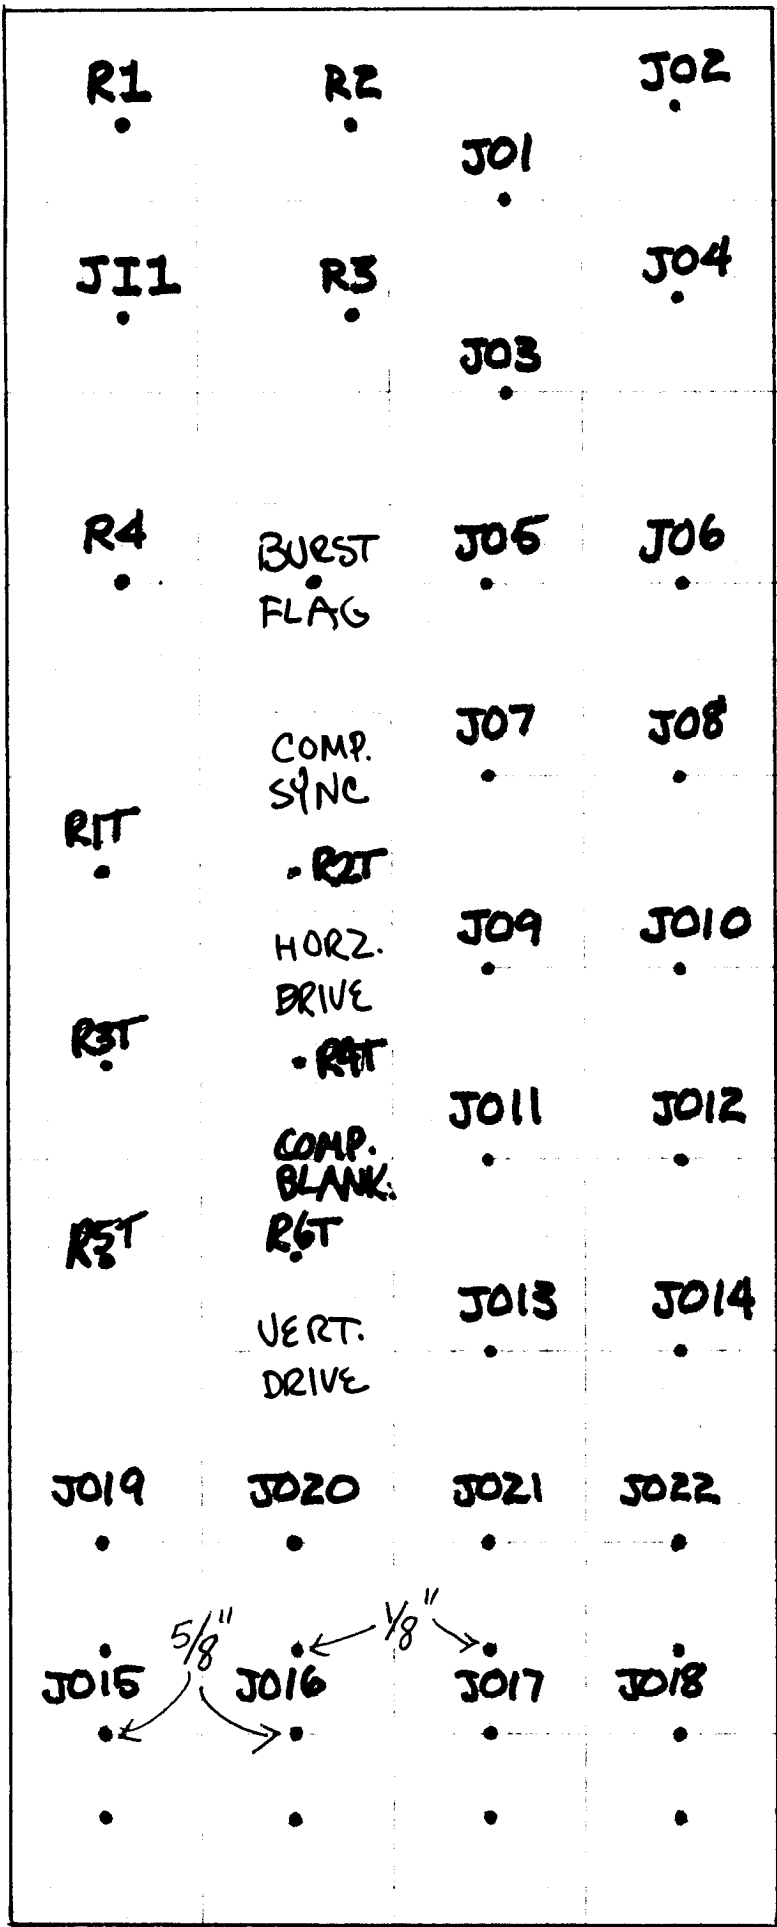 R1
R2
JO2
JO1
JI1
R3
JO4
JO3
R4
BURST
FLAG
JO5
JO6
COMP.
SYNC
JO7
JO8
R1T
R2T
HORZ.
DRIVE
JO9
JO10
R3T
R4T
COMP.
BLANK.
JO11
JO12
R5T
R6T
VERT.
DRIVE
JO13
JO14
JO19
JO20
JO21
JO22
5/8"
1/8"
JO15
JO16
JO17
JO18